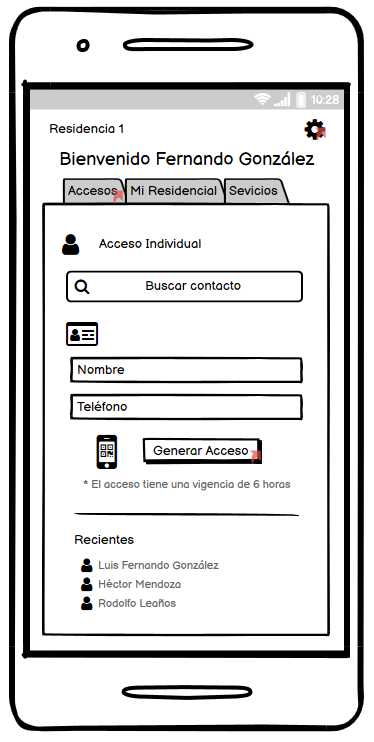 10:28
Residencia 1
Bienvenido Fernando González
Accesos Mi Residencial Sevicios
Acceso Individual
Buscar contacto
Nombre
Teléfono
Generar Acceso
* El acceso tiene una vigencia de 6 horas
Recientes
Luis Fernando González
Héctor Mendoza
Rodolfo Leaños